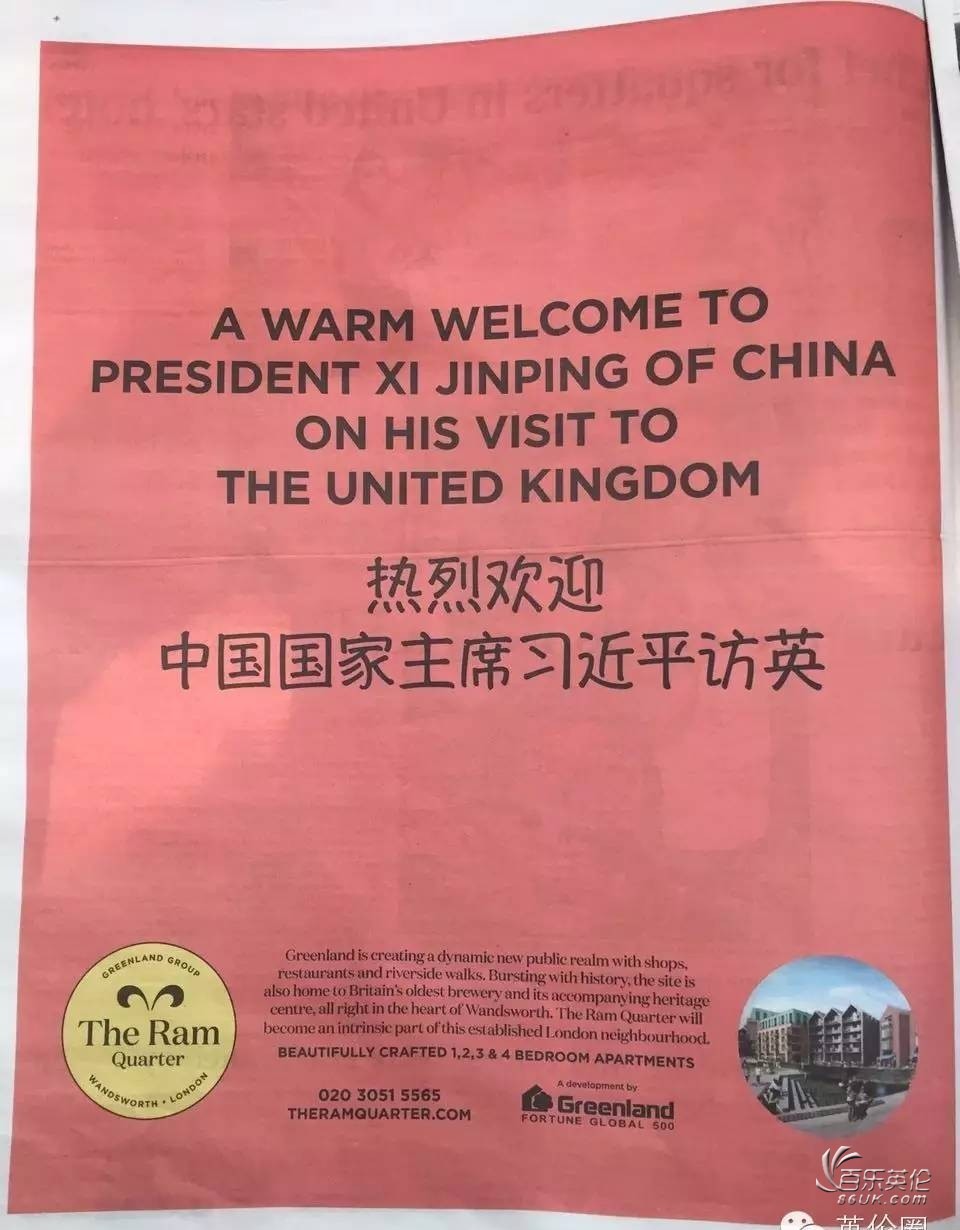 A WARM WELCOME TO
PRESIDENT XI JINPING OF CHINA
ON HIS VISIT TO
THE UNITED KINGDOM
热烈欢迎
中国国家主席习近平访英
GREENLAND GROUP
The Ram
Quarter
WANDSWORTH • LONDON
Greenland is creating a dynamic new public realm with shops,
restaurants and riverside walks. Bursting with history, the site is
also home to Britain's oldest brewery and its accompanying heritage
centre, all right in the heart of Wandsworth. The Ram Quarter will
become an intrinsic part of this established London neighbourhood.
BEAUTIFULLY CRAFTED 1,2,3 & 4 BEDROOM APARTMENTS
020 3051 5565
THERAMQUARTER.COM
A development by
Greenland
FORTUNE GLOBAL 500
百乐英伦
86UK.COM
英伦圈